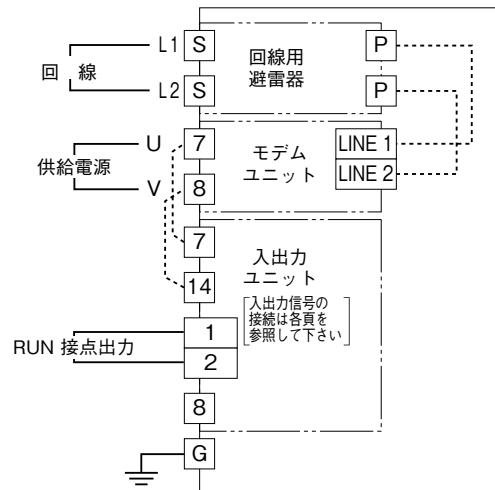 L1 S 回線用 P
回 線 避雷器
L2 S P
U 7 モデム LINE 1
供給電源 ユニット
V 8 LINE 2
7 入出力
ユニット
14
[入出力信号の
接続は各頁を
参照して下さい]
1
RUN 接点出力
2
8
G